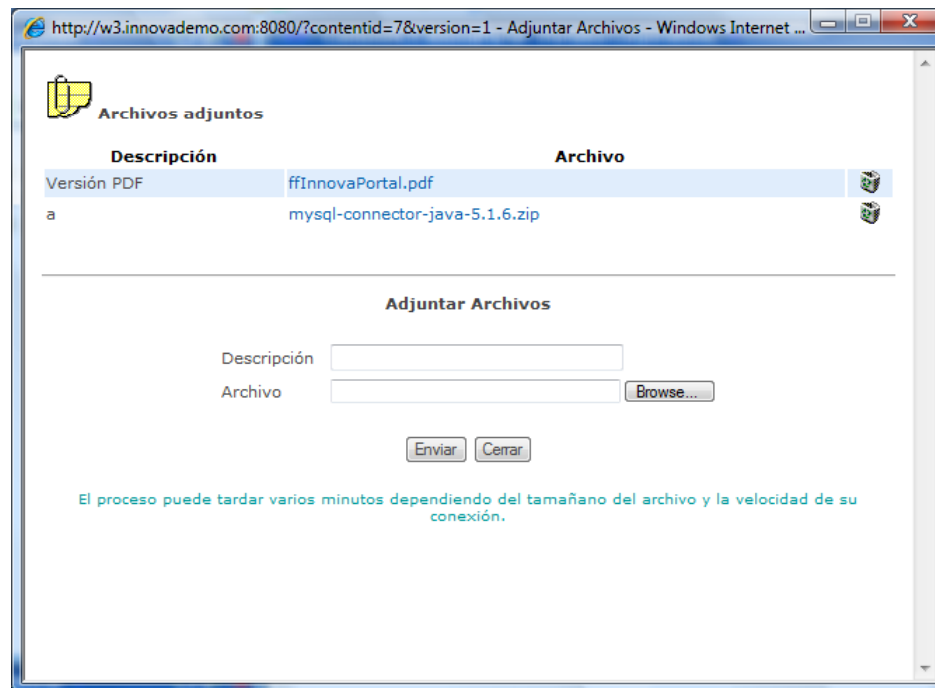 http://w3.innovademo.com:8080/?contentid=7&version=1 - Adjuntar Archivos - Windows Internet ...
Archivos adjuntos
Descripción Archivo
Versión PDF ffInnovaPortal.pdf
a mysql-connector-java-5.1.6.zip
Adjuntar Archivos
Descripción
Archivo Browse...
Enviar Cerrar
El proceso puede tardar varios minutos dependiendo del tamañano del archivo y la velocidad de su
conexión.